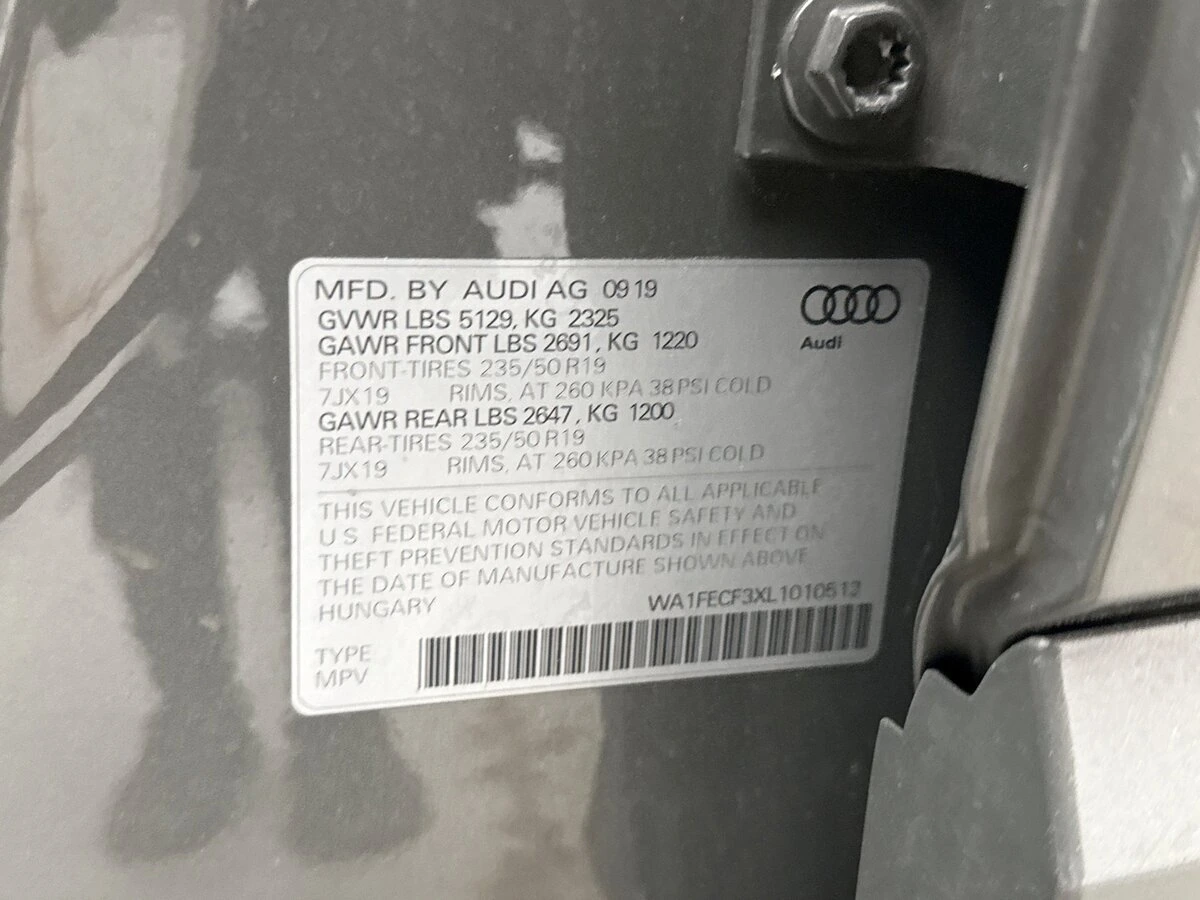 MFD. BY AUDI AG 0919
GVWR LBS 5129, KG 2325
GAWR FRONT LBS 2691, KG 1220
FRONT-TIRES 235/50 R19
7JX19 RIMS, AT 260 KPA 38 PSI COLD
GAWR REAR LBS 2647, KG 1200
REAR-TIRES 235/50 R19
7JX19 RIMS, AT 260 KPA 38 PSI COLD
Audi
THIS VEHICLE CONFORMS TO ALL APPLICABLE
U S FEDERAL MOTOR VEHICLE SAFETY AND
THEFT PREVENTION STANDARDS IN EFFECT ON
THE DATE OF MANUFACTURE SHOWN ABOVE
HUNGARY WA1FECF3XL1010513
TYPE
MPV